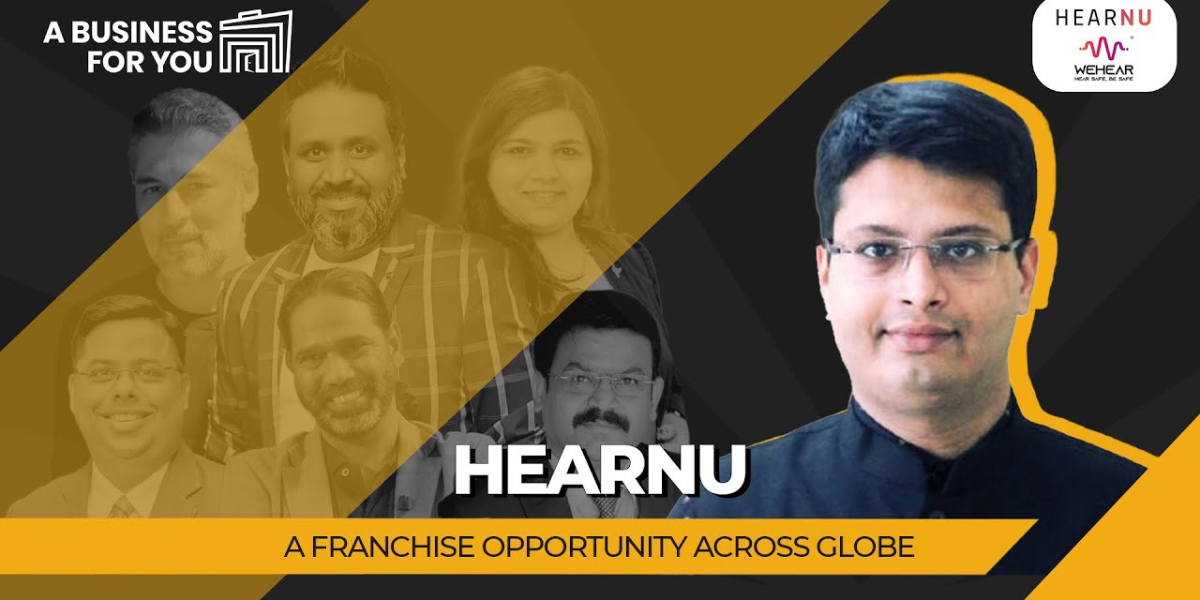 A BUSINESS
FOR YOU
HEARNU
WEHEAR
HEAR SAFE, BE SAFE
HEARNU
A FRANCHISE OPPORTUNITY ACROSS GLOBE